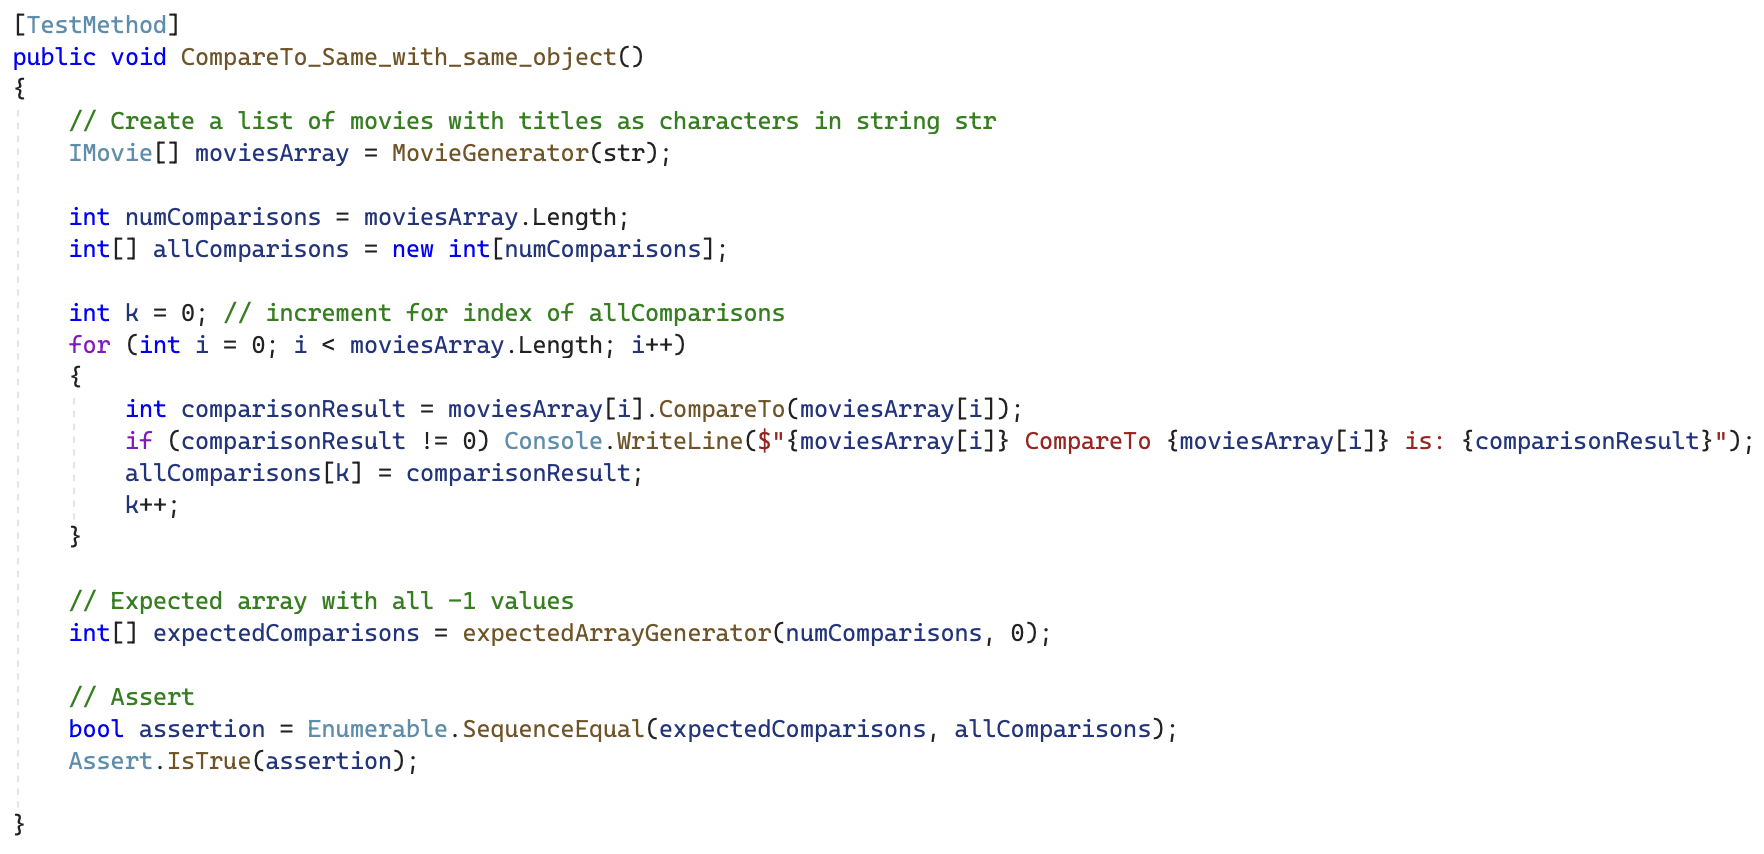 [TestMethod]
public void CompareTo_Same_with_same_object()
{
    // Create a list of movies with titles as characters in string str
    IMovie[] moviesArray = MovieGenerator(str);

    int numComparisons = moviesArray.Length;
    int[] allComparisons = new int[numComparisons];

    int k = 0; // increment for index of allComparisons
    for (int i = 0; i < moviesArray.Length; i++)
    {
        int comparisonResult = moviesArray[i].CompareTo(moviesArray[i]);
        if (comparisonResult != 0) Console.WriteLine($"{moviesArray[i]} CompareTo {moviesArray[i]} is: {comparisonResult}");
        allComparisons[k] = comparisonResult;
        k++;
    }

    // Expected array with all -1 values
    int[] expectedComparisons = expectedArrayGenerator(numComparisons, 0);

    // Assert
    bool assertion = Enumerable.SequenceEqual(expectedComparisons, allComparisons);
    Assert.IsTrue(assertion);

}